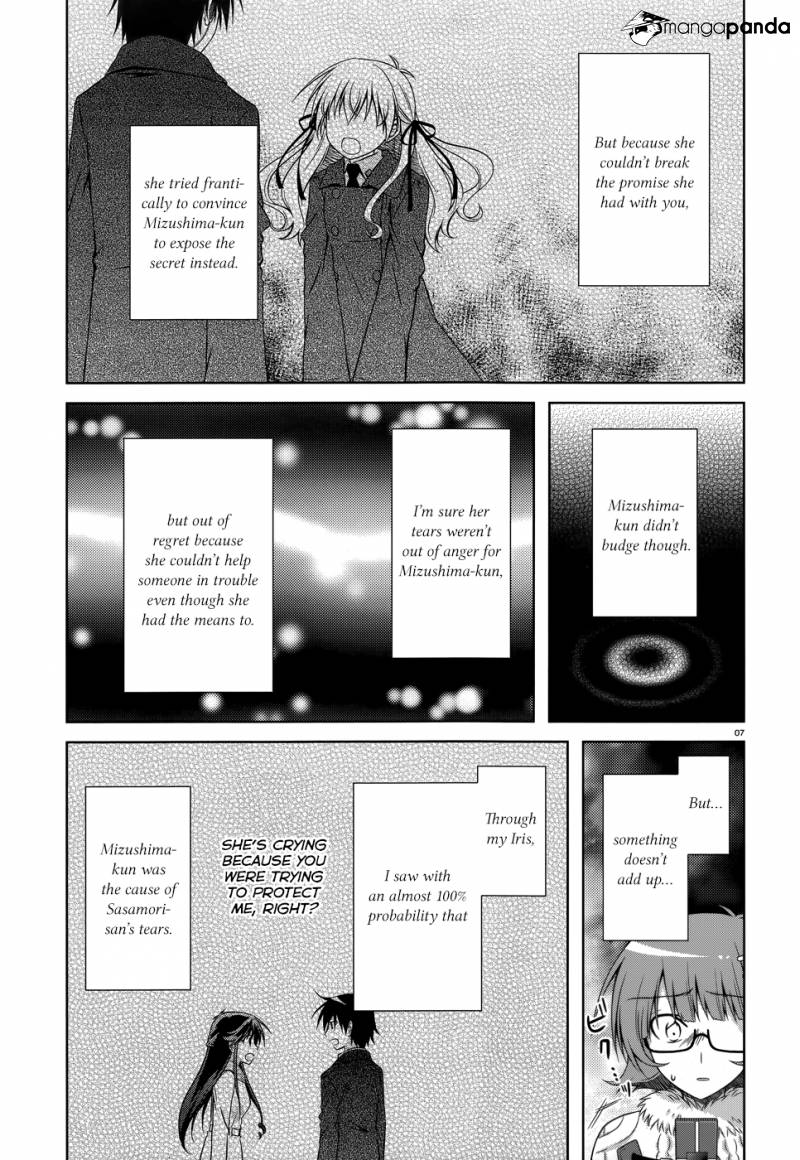 mangapanda
But because she
couldn't break
the promise she
had with you,
she tried franti-
cally to convince
Mizushima-kun
to expose the
secret instead.
Mizushima-
kun didn't
budge though.
I'm sure her
tears weren't
out of anger for
Mizushima-kun,
but out of
regret because
she couldn't help
someone in trouble
even though she
had the means to.
07
But...
something
doesn't
add up...
ビクッ
Through
my Iris,
I saw with
an almost 100%
probability that
SHE'S CRYING
BECAUSE YOU
WERE TRYING
TO PROTECT
ME, RIGHT?
Mizushima-
kun was
the cause of
Sasamori-
san's tears.